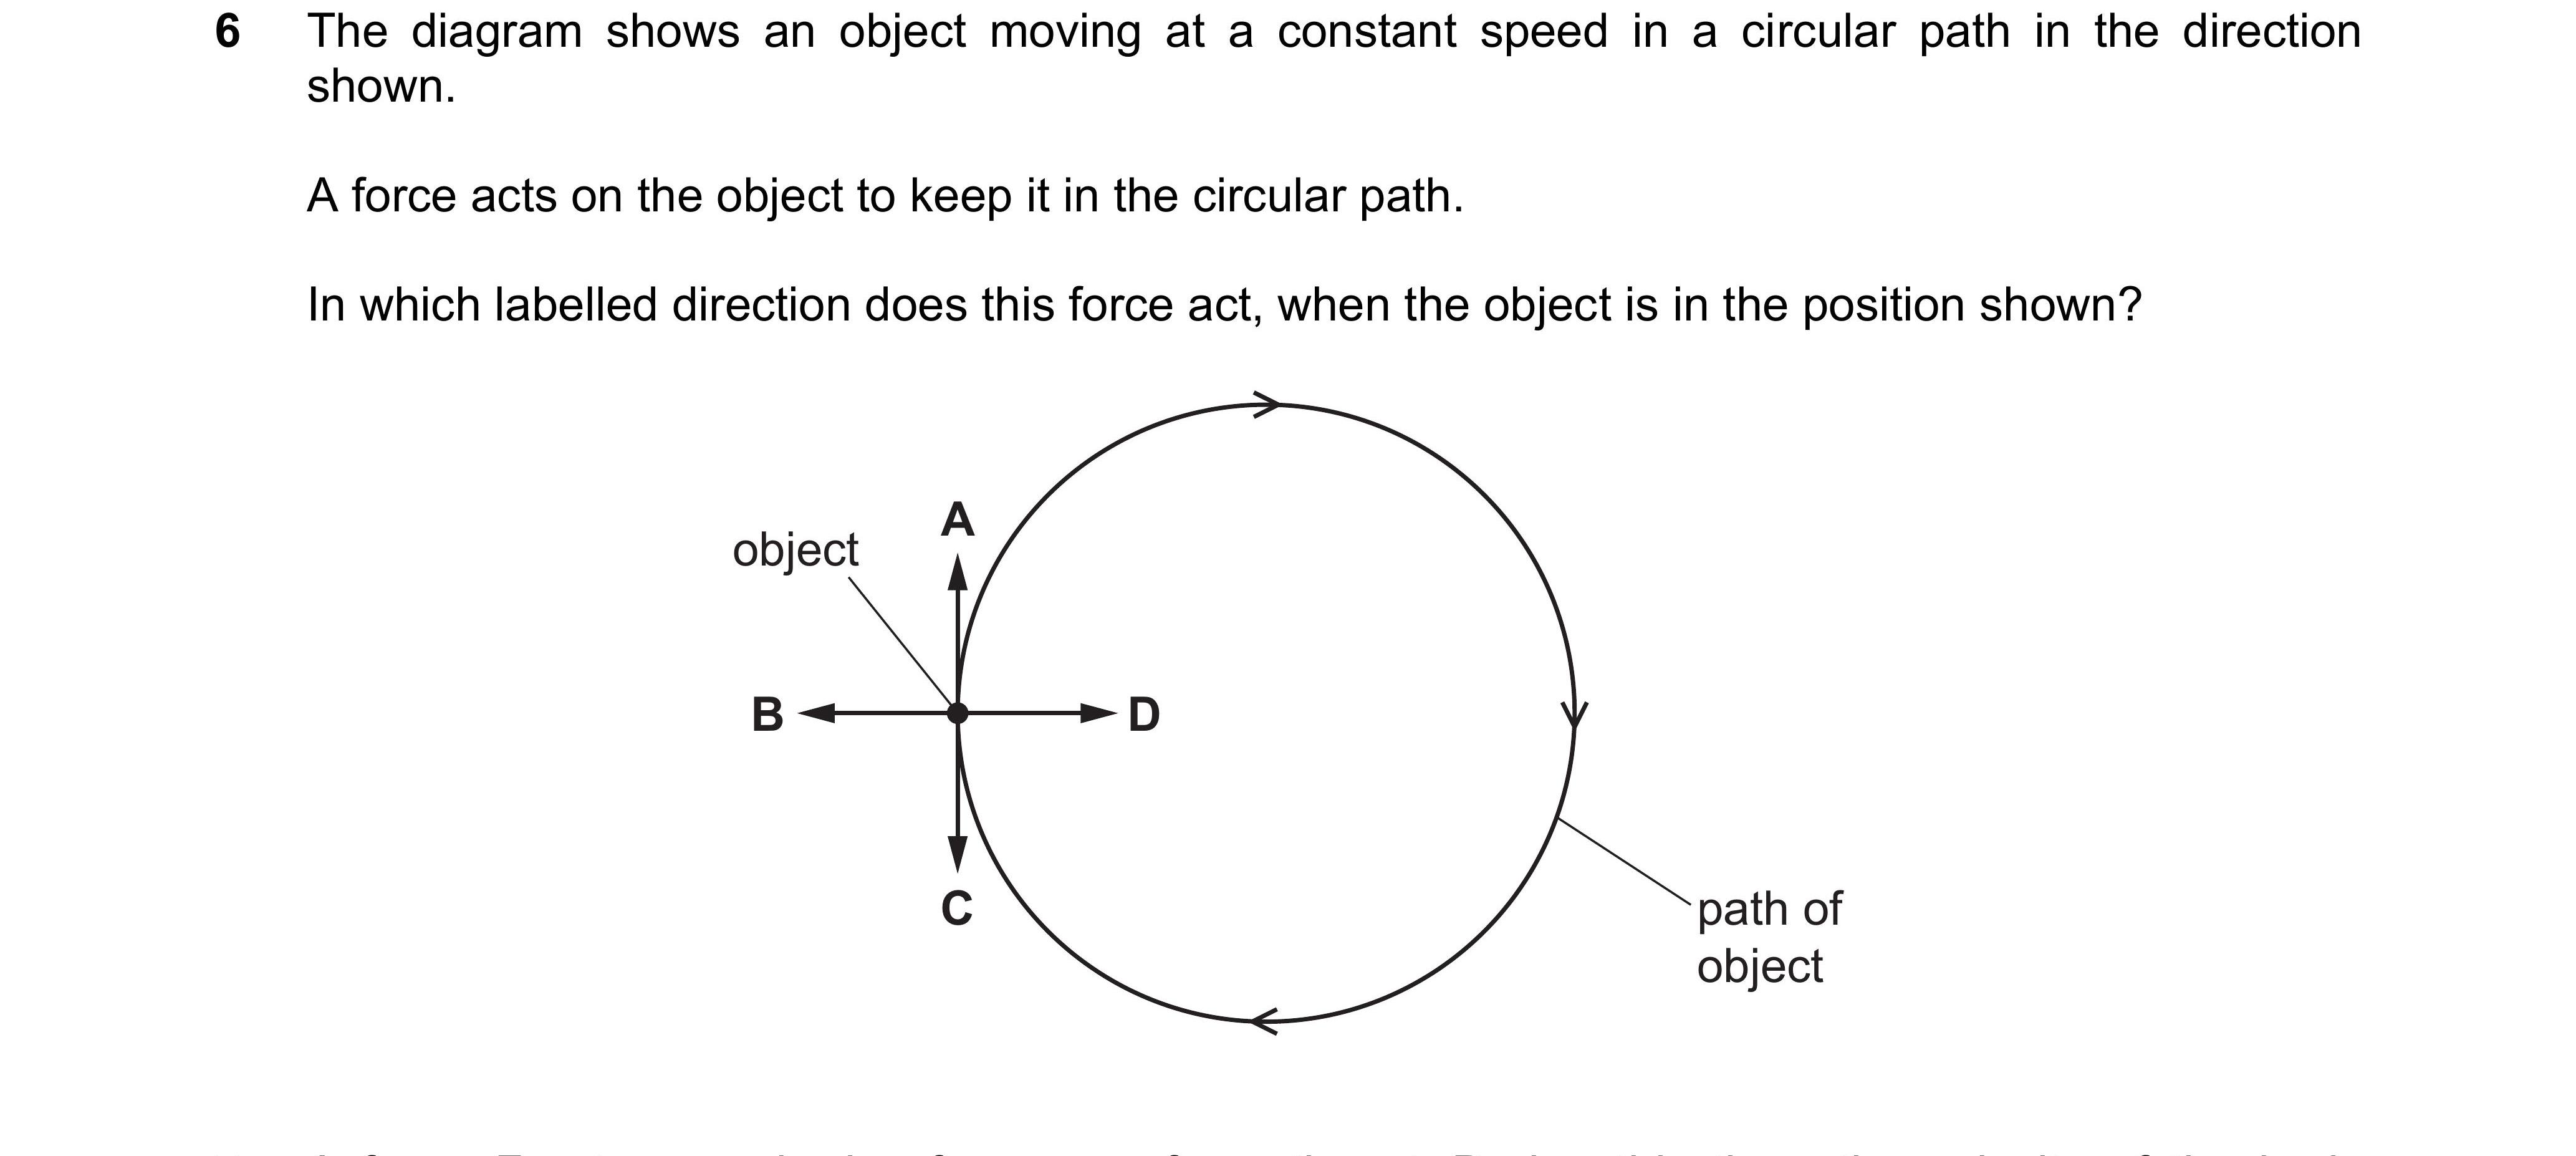 6 The diagram shows an object moving at a constant speed in a circular path in the direction
shown.
A force acts on the object to keep it in the circular path.
In which labelled direction does this force act, when the object is in the position shown?
A
object
B
D
C
path of
object